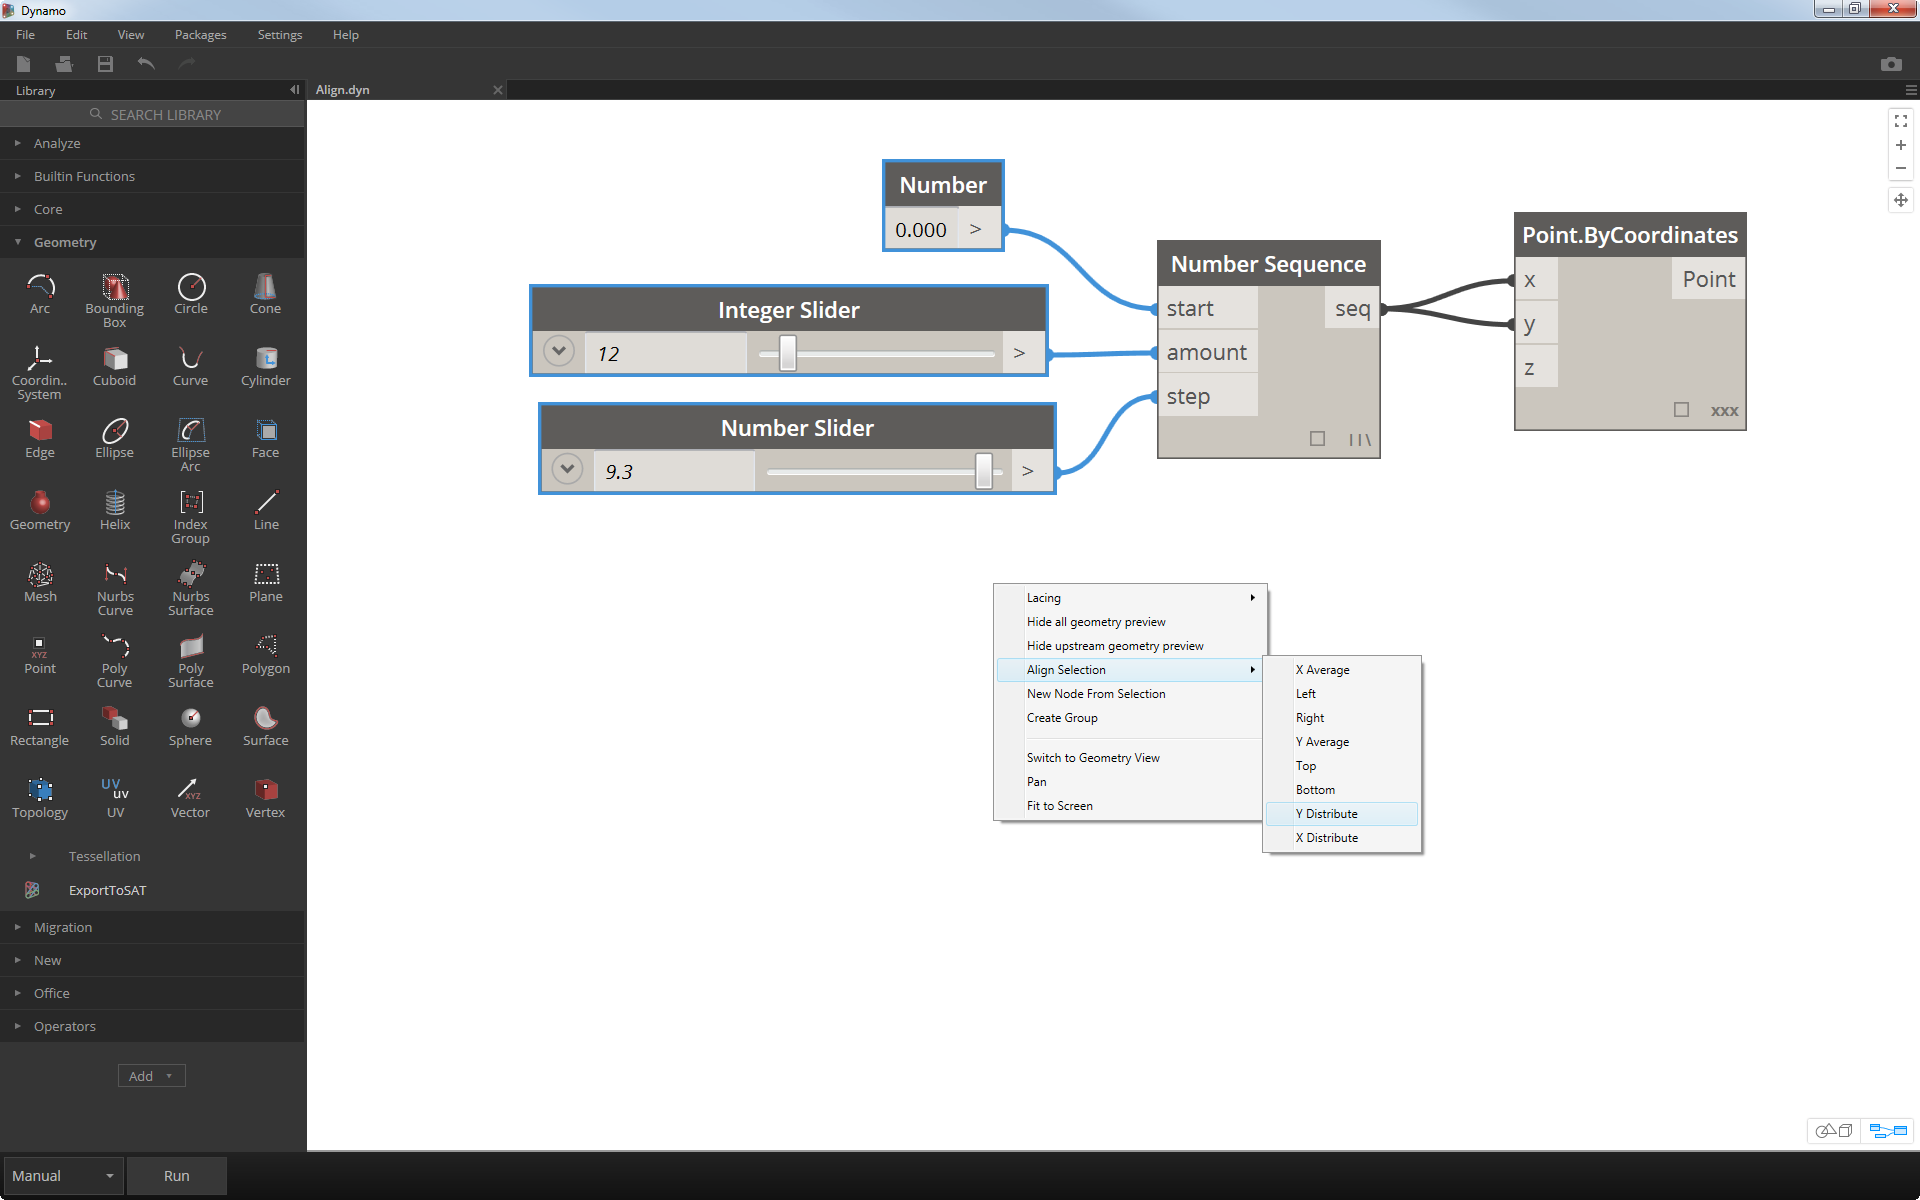 Dynamo
File Edit View Packages Settings Help
Library
Align.dyn
SEARCH LIBRARY
Analyze
Builtin Functions
Core
Geometry
Arc
Bounding Box
Circle
Cone
Coordin.. System
Cuboid
Curve
Cylinder
Edge
Ellipse
Ellipse Arc
Face
Geometry
Helix
Index Group
Line
Mesh
Nurbs Curve
Nurbs Surface
Plane
XYZ
Point
Poly Curve
Poly Surface
Polygon
Rectangle
Solid
Sphere
Surface
Topology
UV uv
UV
XYZ
Vector
Vertex
Tessellation
ExportToSAT
Migration
New
Office
Operators
Add
Manual
Run
Number
0.000 >
Integer Slider
12 >
Number Slider
9.3 >
Number Sequence
start seq
amount
step
Point.ByCoordinates
x Point
y
z
xxx
Lacing
Hide all geometry preview
Hide upstream geometry preview
Align Selection
New Node From Selection
Create Group
Switch to Geometry View
Pan
Fit to Screen
X Average
Left
Right
Y Average
Top
Bottom
Y Distribute
X Distribute